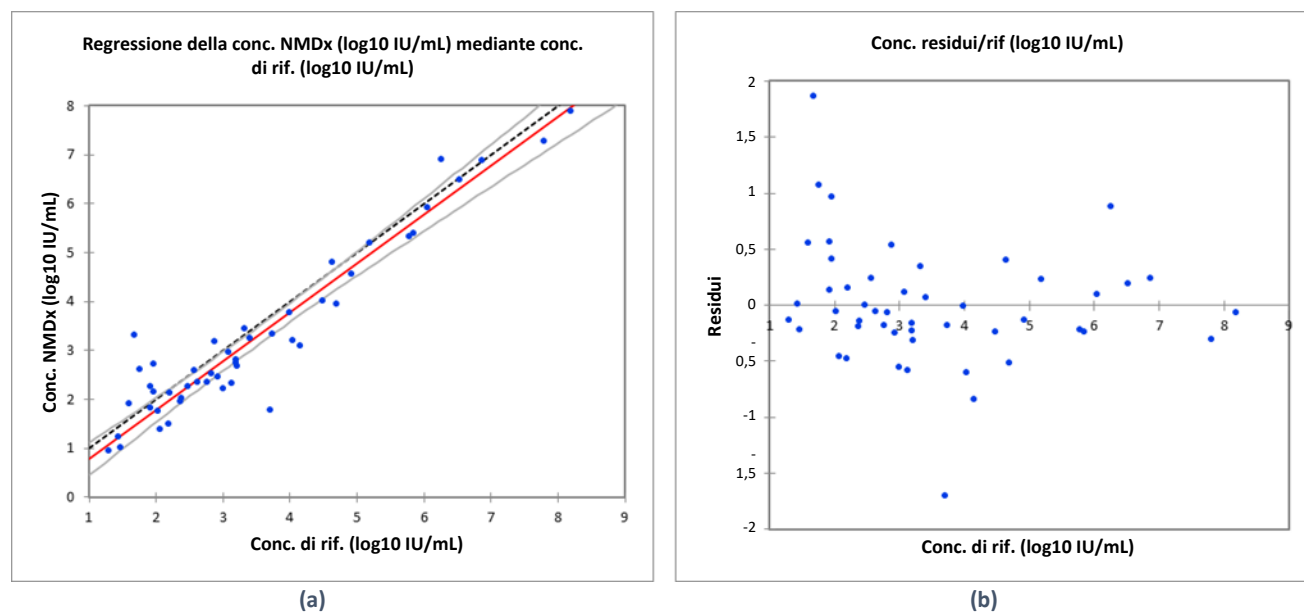 Regressione della conc. NMDx (log10 IU/mL) mediante conc.
di rif. (log10 IU/mL)
8
7
6
5
4
3
2
1
0
Conc. NMDx (log10 IU/mL)
1 2 3 4 5 6 7 8 9
Conc. di rif. (log10 IU/mL)
(a)
Conc. residui/rif (log10 IU/mL)
2
1,5
1
0,5
0
-
0,5
-1
-
1,5
-2
Residui
1 2 3 4 5 6 7 8 9
Conc. di rif. (log10 IU/mL)
(b)